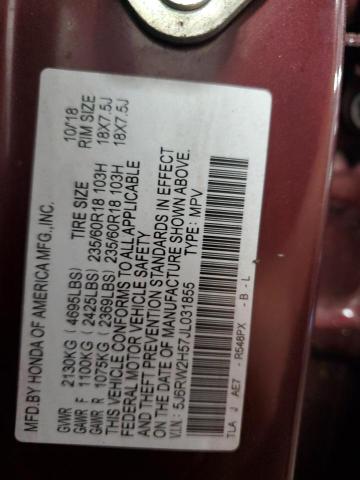 MFD.BY HONDA OF AMERICA MFG.,INC. 10/18
TIRE SIZE RIM SIZE
GVWR 2130KG ( 4695LBS)
GAWR F 1100KG ( 2425LBS) 235/60R18 103H 18X7.5J
GAWR R 1075KG ( 2369LBS) 235/60R18 103H 18X7.5J
THIS VEHICLE CONFORMS TO ALL APPLICABLE
FEDERAL MOTOR VEHICLE SAFETY
AND THEFT PREVENTION STANDARDS IN EFFECT
ON THE DATE OF MANUFACTURE SHOWN ABOVE.
V.I.N.: 5J6RW2H57JL031855 TYPE: MPV
TLA J AE7 - R548PX - B - L